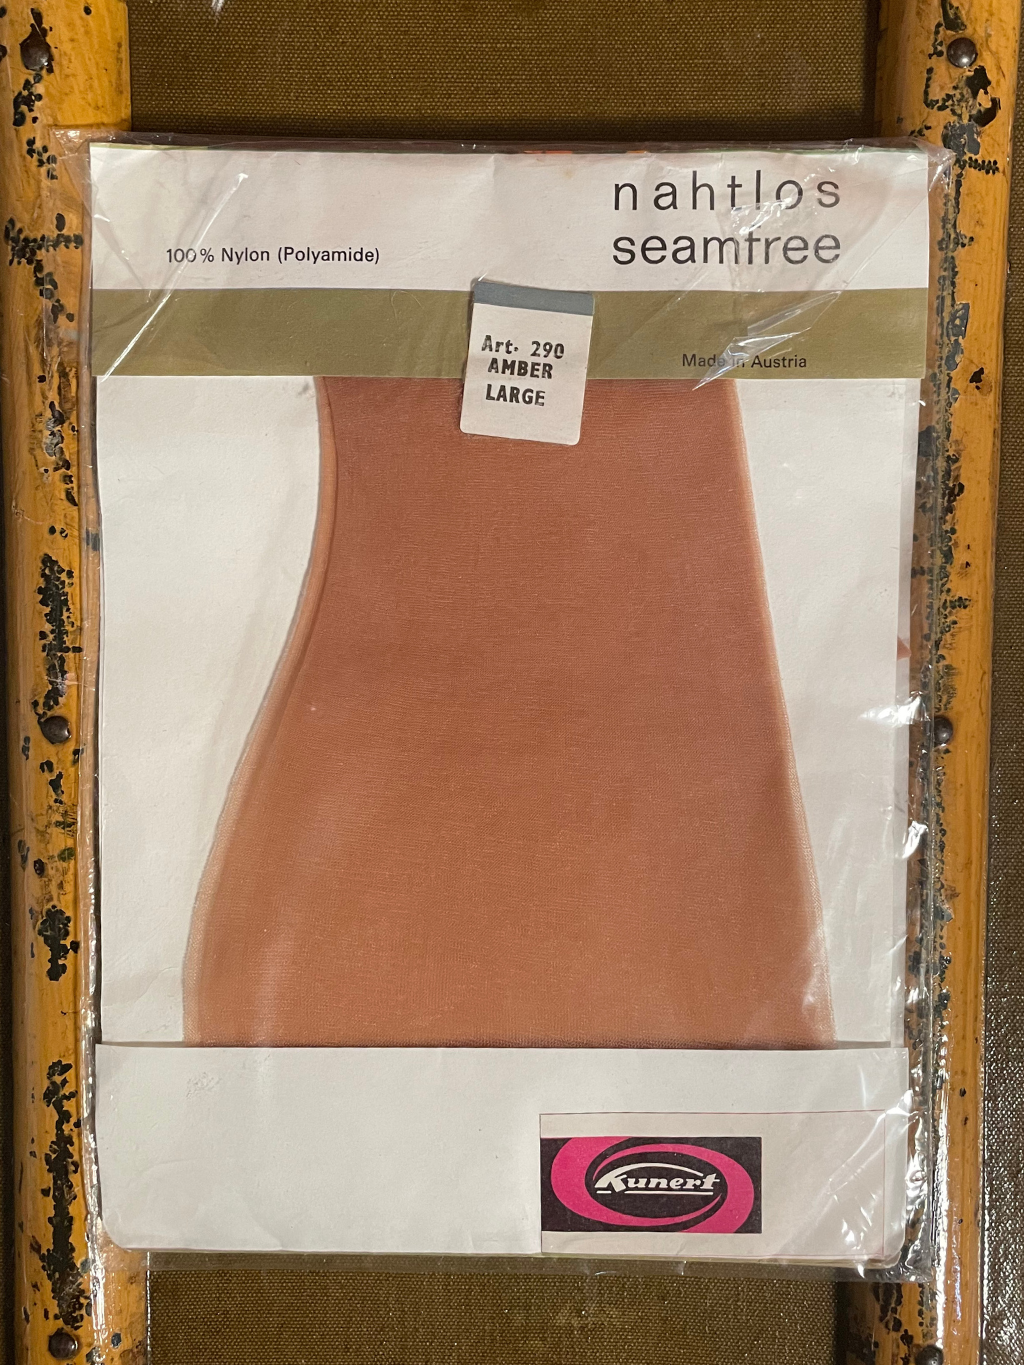 nahtlos
seamfree
100% Nylon (Polyamide)
Art. 290
AMBER
LARGE
Made in Austria
Kunert